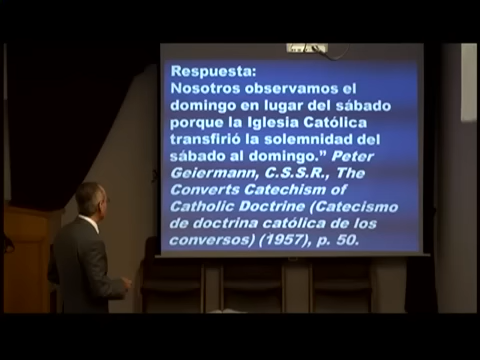 Respuesta:
Nosotros observamos el
domingo en lugar del sábado
porque la Iglesia Católica
transfirió la solemnidad del
sábado al domingo.” Peter
Geiermann, C.S.S.R., The
Converts Catechism of
Catholic Doctrine (Catecismo
de doctrina católica de los
conversos) (1957), p. 50.